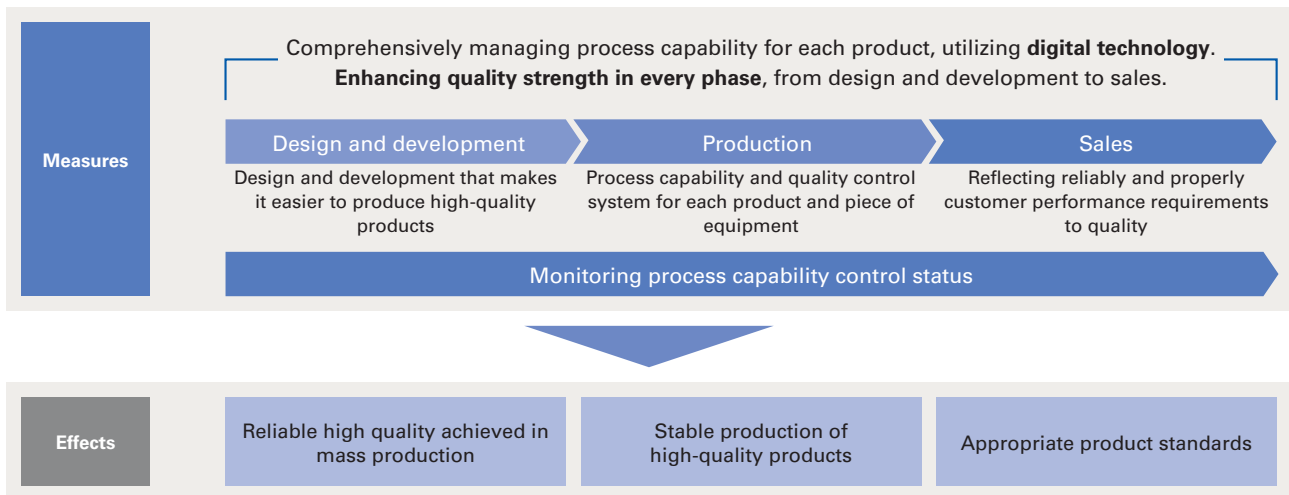 Comprehensively managing process capability for each product, utilizing digital technology.
Enhancing quality strength in every phase, from design and development to sales.
Measures
Design and development
Design and development that makes
it easier to produce high-quality
products
Production
Process capability and quality control
system for each product and piece of
equipment
Sales
Reflecting reliably and properly
customer performance requirements
to quality
Monitoring process capability control status
Effects
Reliable high quality achieved in
mass production
Stable production of
high-quality products
Appropriate product standards